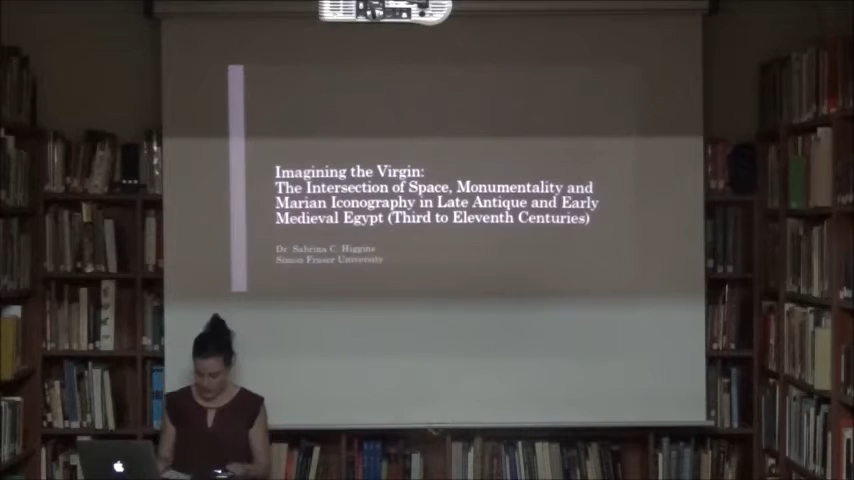 Imagining the Virgin:
The Intersection of Space, Monumentality and
Marian Iconography in Late Antique and Early
Medieval Egypt (Third to Eleventh Centuries)
Dr. Sabrina C. Higgins
Simon Fraser University